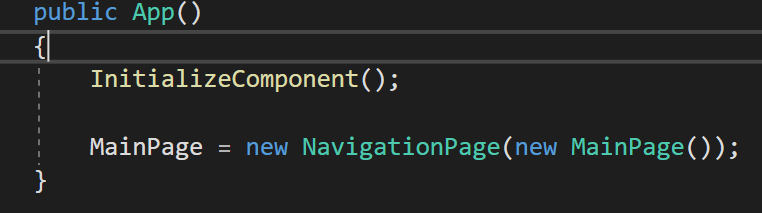 public App()
{
InitializeComponent();
MainPage = new NavigationPage(new MainPage());
}